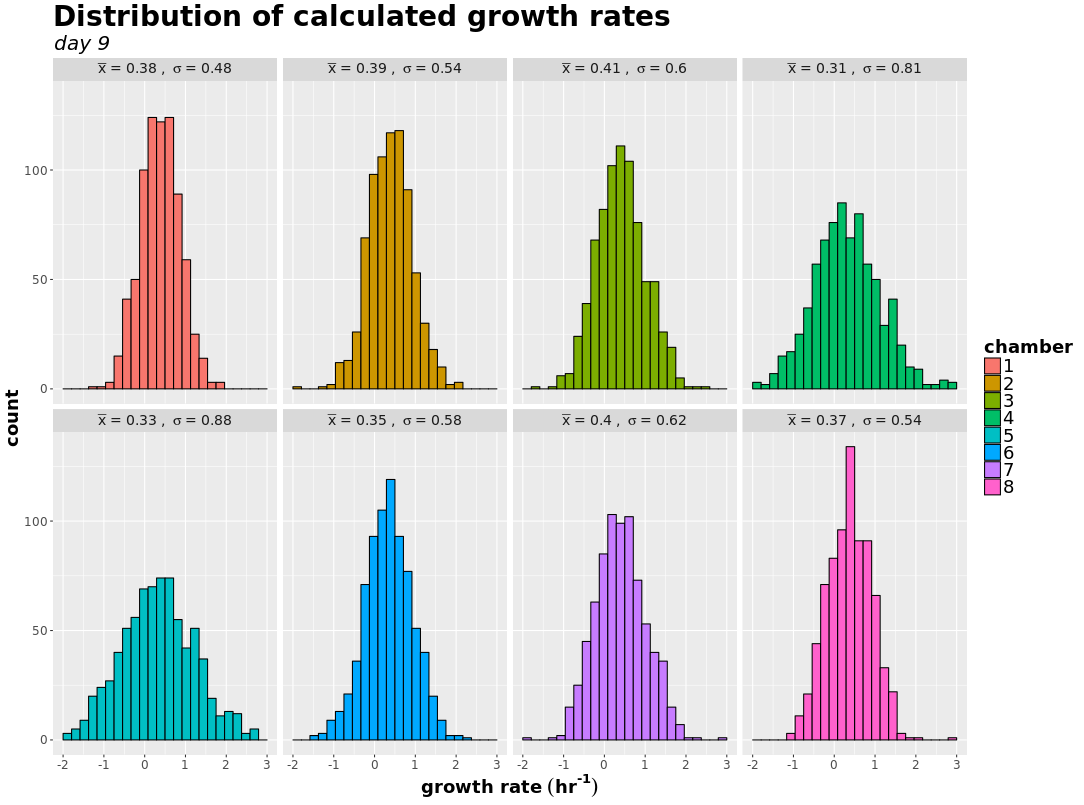 Distribution of calculated growth rates
day 9
x̅ = 0.38 , σ = 0.48
x̅ = 0.39 , σ = 0.54
x̅ = 0.41 , σ = 0.6
x̅ = 0.31 , σ = 0.81
100
50
0
x̅ = 0.33 , σ = 0.88
x̅ = 0.35 , σ = 0.58
x̅ = 0.4 , σ = 0.62
x̅ = 0.37 , σ = 0.54
100
50
0
-2 -1 0 1 2 3
-2 -1 0 1 2 3
-2 -1 0 1 2 3
-2 -1 0 1 2 3
count
growth rate (hr⁻¹)
chamber
1
2
3
4
5
6
7
8